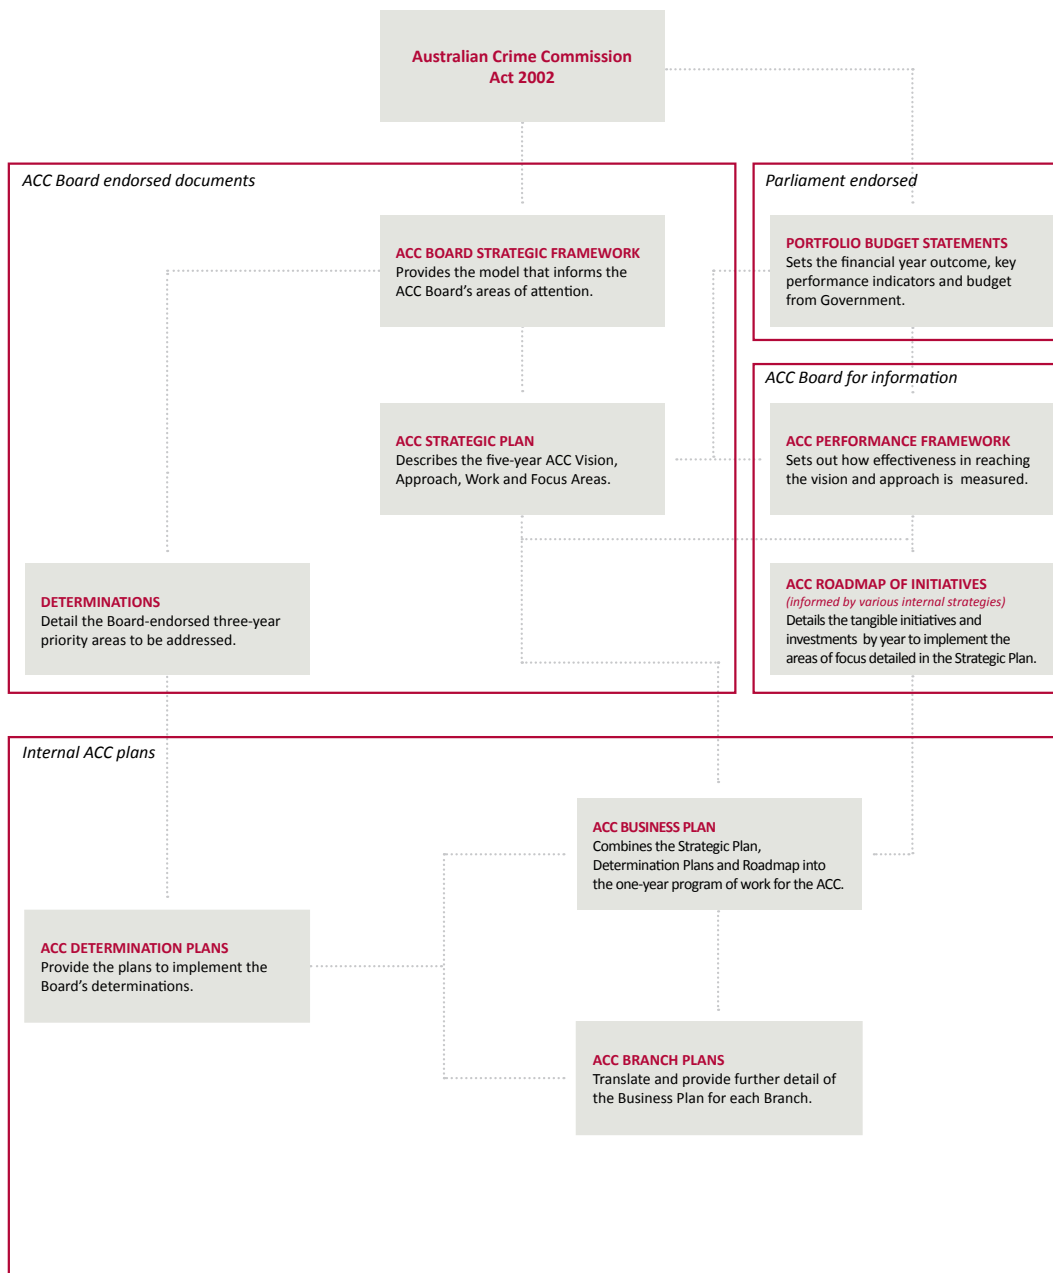 Australian Crime Commission
Act 2002
ACC Board endorsed documents
Parliament endorsed
ACC BOARD STRATEGIC FRAMEWORK
Provides the model that informs the
ACC Board’s areas of attention.
PORTFOLIO BUDGET STATEMENTS
Sets the financial year outcome, key
performance indicators and budget
from Government.
ACC Board for information
ACC STRATEGIC PLAN
Describes the five-year ACC Vision,
Approach, Work and Focus Areas.
ACC PERFORMANCE FRAMEWORK
Sets out how effectiveness in reaching
the vision and approach is  measured.
DETERMINATIONS
Detail the Board-endorsed three-year
priority areas to be addressed.
ACC ROADMAP OF INITIATIVES
(informed by various internal strategies)
Details the tangible initiatives and
investments  by year to implement the
areas of focus detailed in the Strategic Plan.
Internal ACC plans
ACC BUSINESS PLAN
Combines the Strategic Plan,
Determination Plans and Roadmap into
the one-year program of work for the ACC.
ACC DETERMINATION PLANS
Provide the plans to implement the
Board’s determinations.
ACC BRANCH PLANS
Translate and provide further detail of
the Business Plan for each Branch.